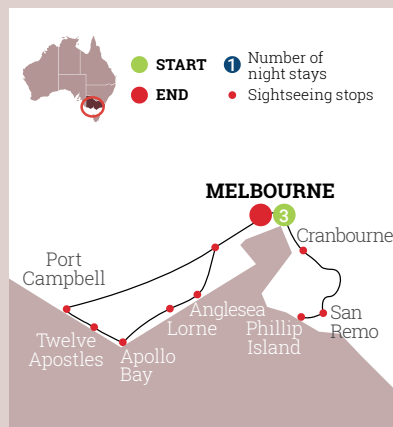 START
END
1
Number of
night stays
Sightseeing stops
MELBOURNE
3
Cranbourne
Port
Campbell
Anglesea
Lorne
Phillip
Island
San
Remo
Twelve
Apostles
Apollo
Bay